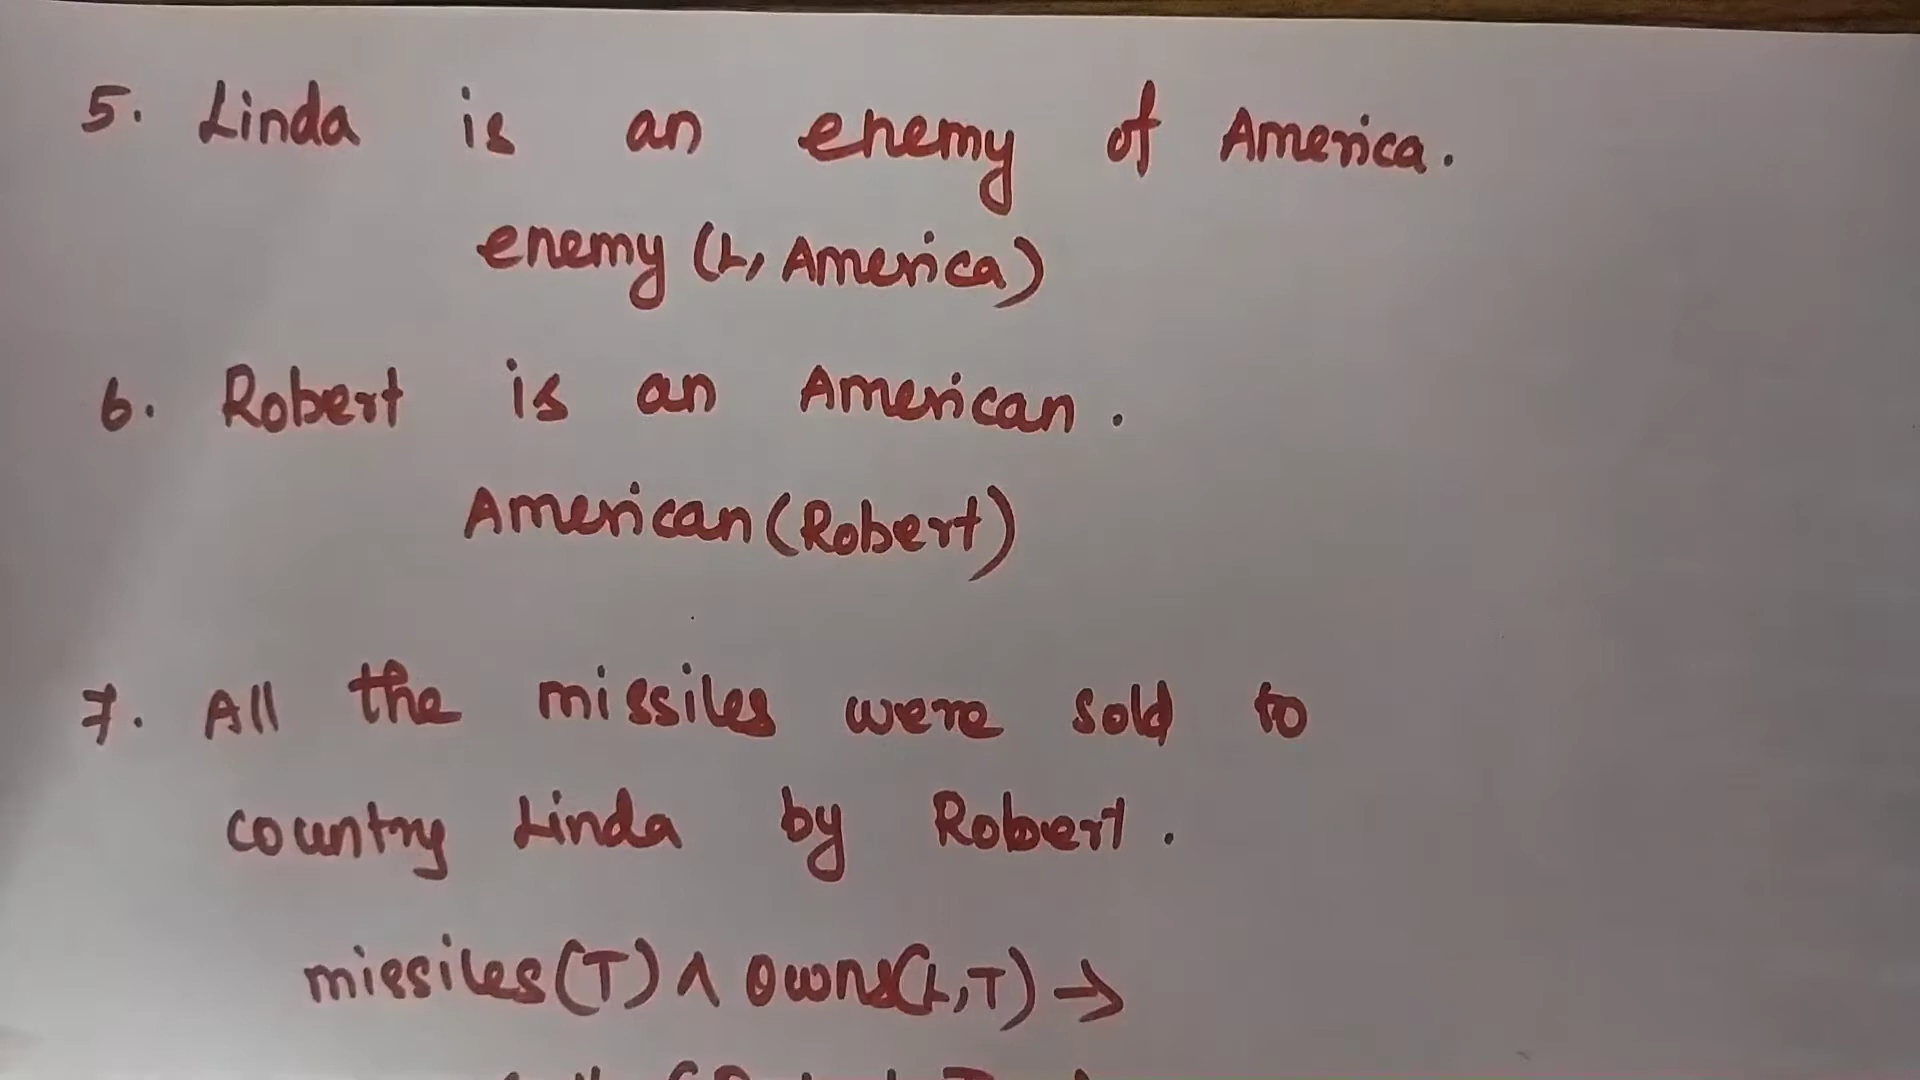 5. Linda is an enemy of America.
enemy (L, America)
6. Robert is an American.
American (Robert)
7. All the missiles were sold to
country Linda by Robert.
missiles (T) ∧ owns(L,T) →